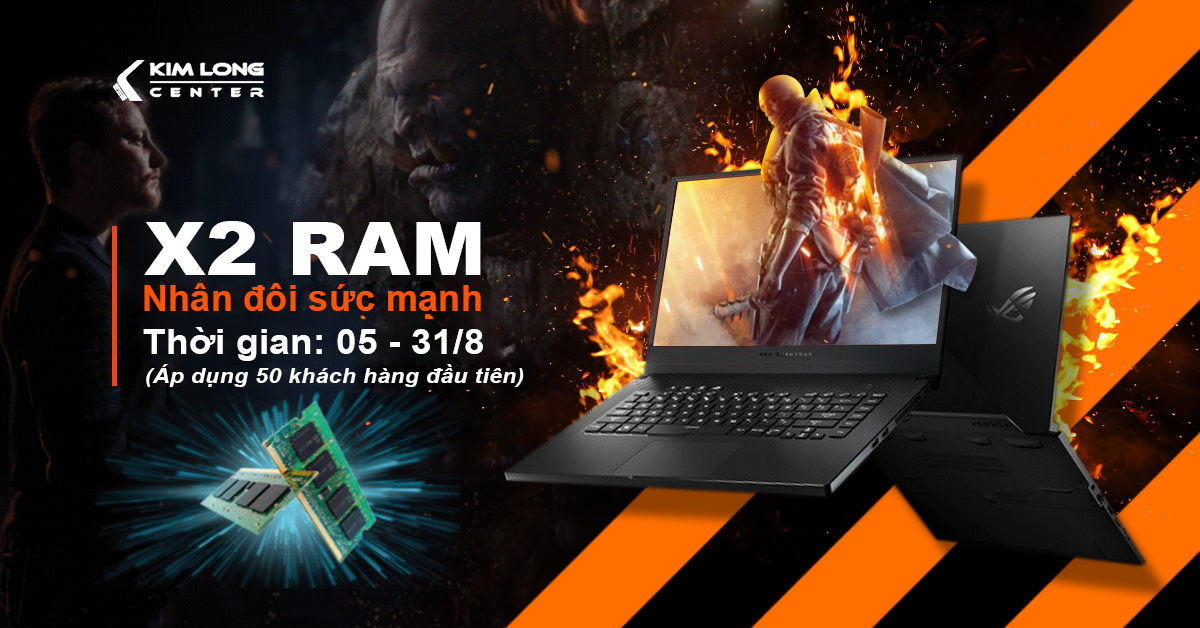 KIM LONG
CENTER
X2 RAM
Nhân đôi sức mạnh
Thời gian: 05 - 31/8
(Áp dụng 50 khách hàng đầu tiên)